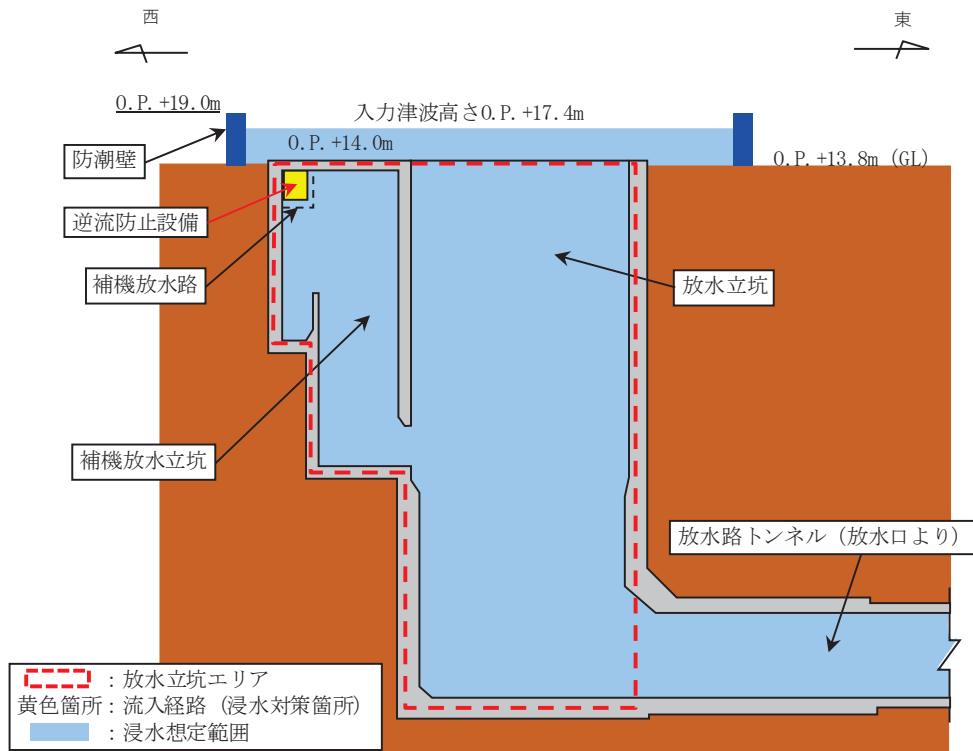 西
東
O.P.+19.0m
入力津波高さO.P.+17.4m
防潮壁
O.P.+14.0m
O.P.+13.8m（GL）
逆流防止設備
補機放水路
放水立坑
補機放水立坑
放水路トンネル（放水口より）
：放水立坑エリア
黄色箇所：流入経路（浸水対策箇所）
：浸水想定範囲